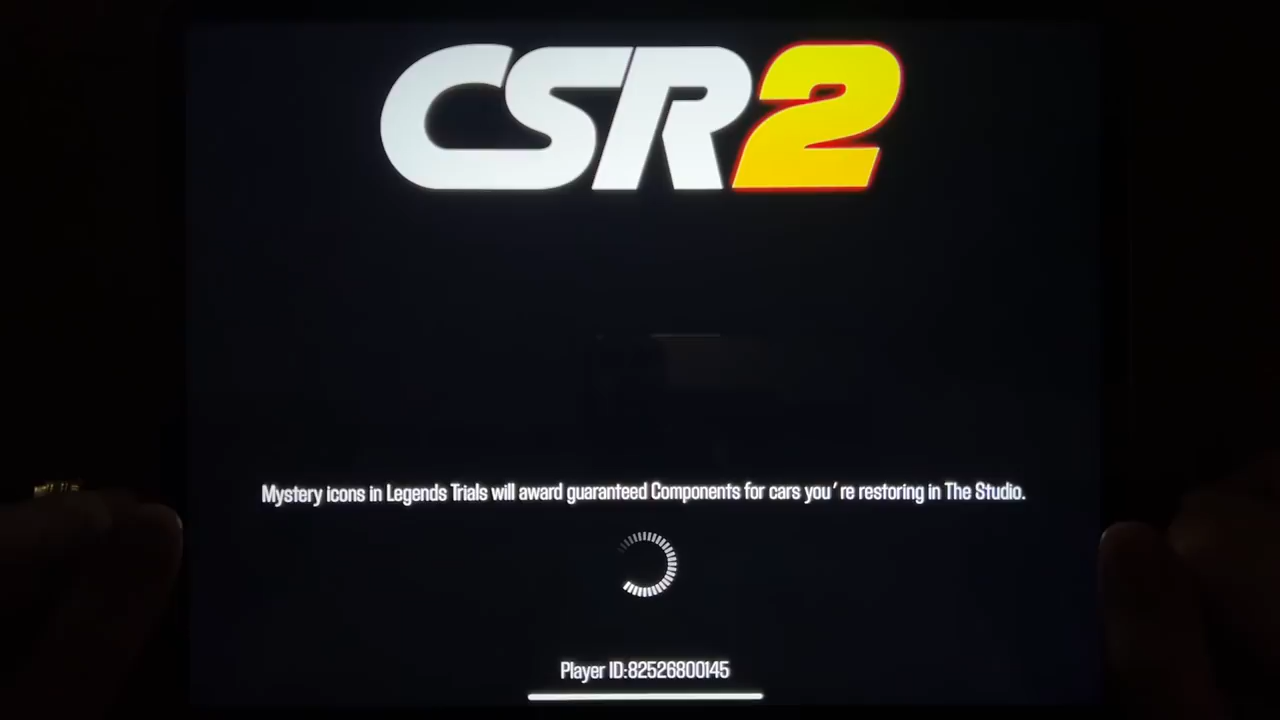 CSR2
Mystery icons in Legends Trials will award guaranteed Components for cars you're restoring in The Studio.
Player ID:82526800145